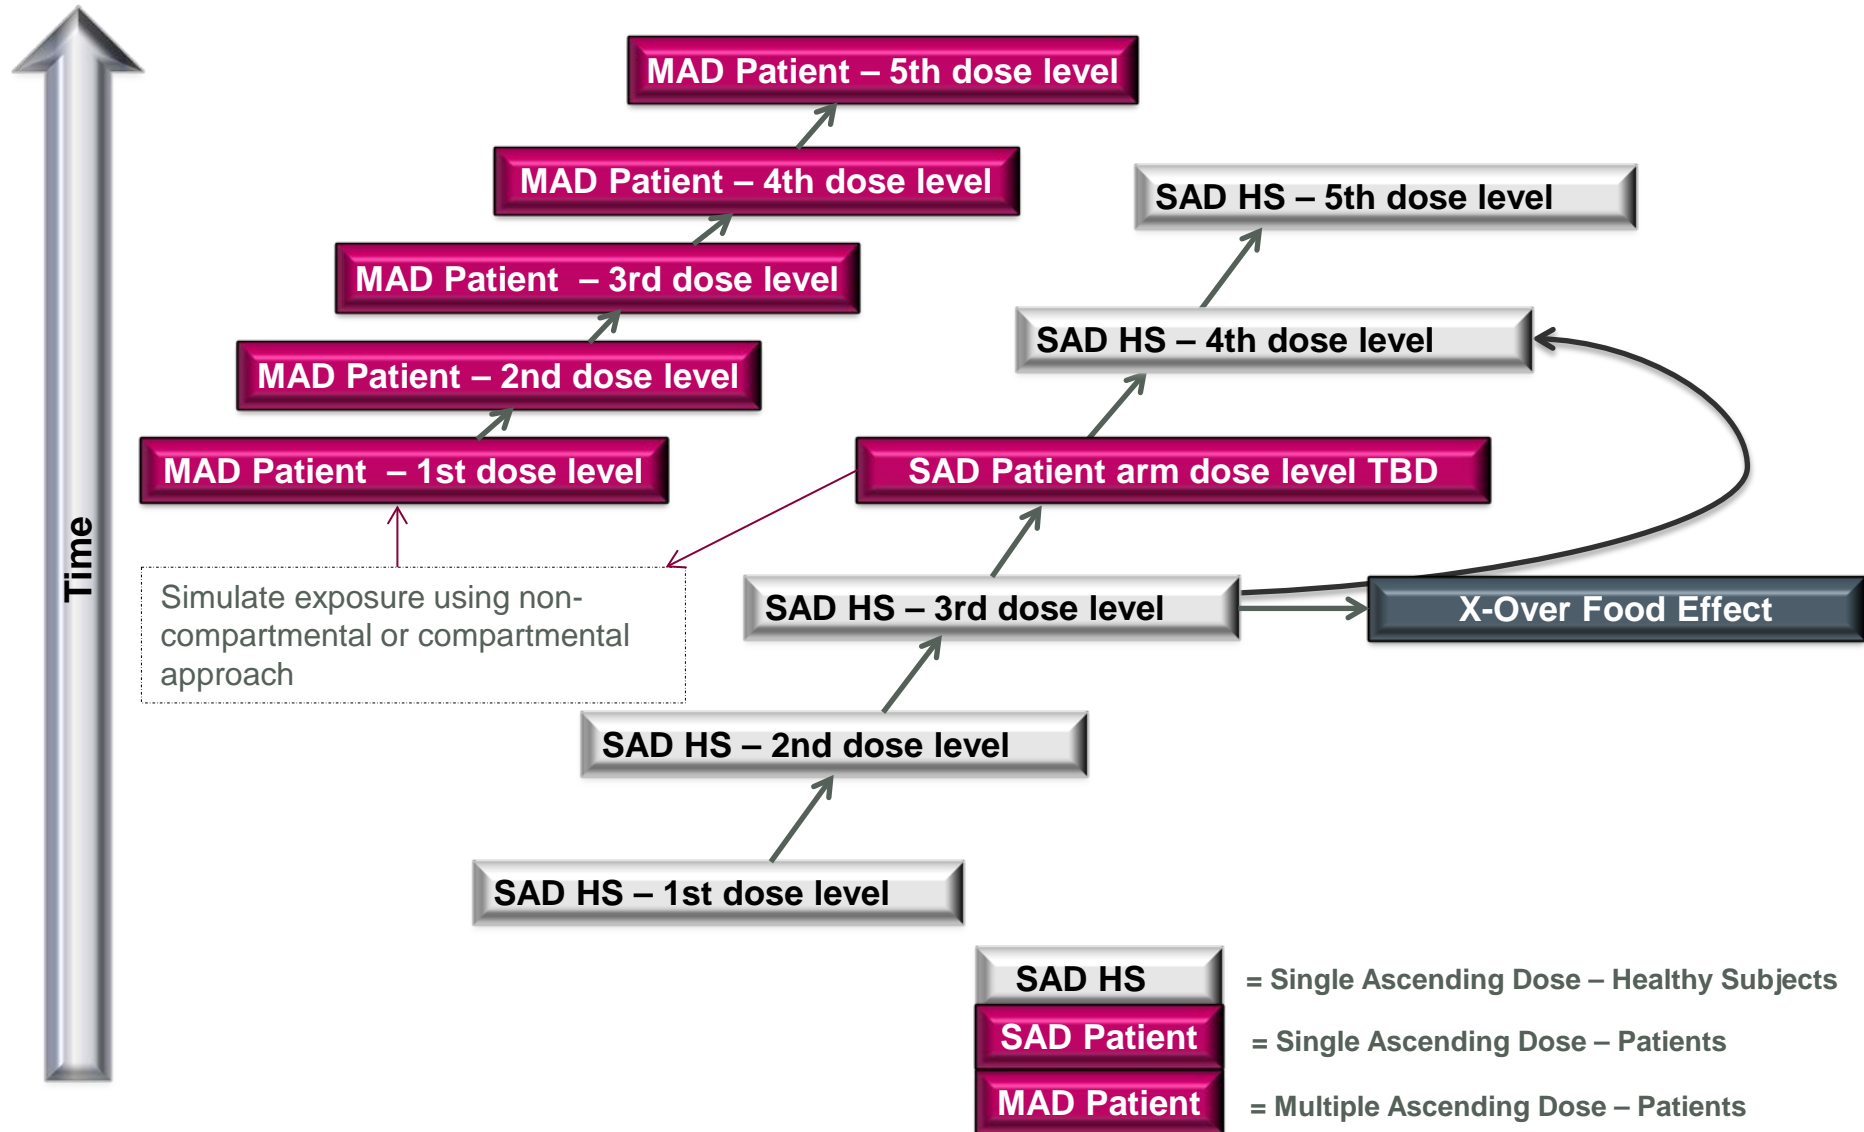 MAD Patient – 5th dose level
MAD Patient – 4th dose level
SAD HS – 5th dose level
MAD Patient  – 3rd dose level
SAD HS – 4th dose level
MAD Patient – 2nd dose level
MAD Patient  – 1st dose level
SAD Patient arm dose level TBD
Time
Simulate exposure using non-
compartmental or compartmental
approach
SAD HS – 3rd dose level
X-Over Food Effect
SAD HS – 2nd dose level
SAD HS – 1st dose level
SAD HS
= Single Ascending Dose – Healthy Subjects
SAD Patient
= Single Ascending Dose – Patients
MAD Patient
= Multiple Ascending Dose – Patients